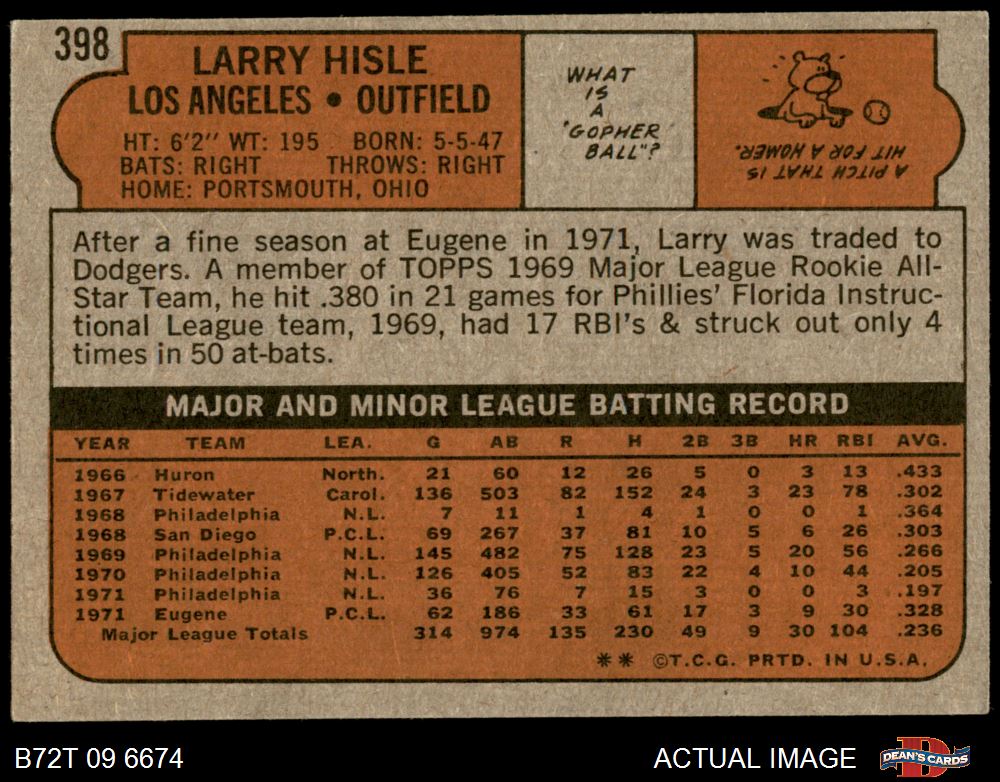 398
LARRY HISLE
LOS ANGELES • OUTFIELD
HT: 6'2" WT: 195 BORN: 5-5-47
BATS: RIGHT THROWS: RIGHT
HOME: PORTSMOUTH, OHIO
WHAT
IS
A
"GOPHER
BALL"?
A PITCH THAT IS
HIT FOR A HOMER.
After a fine season at Eugene in 1971, Larry was traded to
Dodgers. A member of TOPPS 1969 Major League Rookie All-
Star Team, he hit .380 in 21 games for Phillies' Florida Instruc-
tional League team, 1969, had 17 RBI's & struck out only 4
times in 50 at-bats.
MAJOR AND MINOR LEAGUE BATTING RECORD
YEAR TEAM LEA. G AB R H 2B 3B HR RBI AVG.
1966 Huron North. 21 60 12 26 5 0 3 13 .433
1967 Tidewater Carol. 136 503 82 152 24 3 23 78 .302
1968 Philadelphia N.L. 7 11 1 4 1 0 0 1 .364
1968 San Diego P.C.L. 69 267 37 81 10 5 6 26 .303
1969 Philadelphia N.L. 145 482 75 128 23 5 20 56 .266
1970 Philadelphia N.L. 126 405 52 83 22 4 10 44 .205
1971 Philadelphia N.L. 36 76 7 15 3 0 0 3 .197
1971 Eugene P.C.L. 62 186 33 61 17 3 9 30 .328
Major League Totals 314 974 135 230 49 9 30 104 .236
** ©T.C.G. PRTD. IN U.S.A.
B72T 09 6674
ACTUAL IMAGE
DEAN'S CARDS